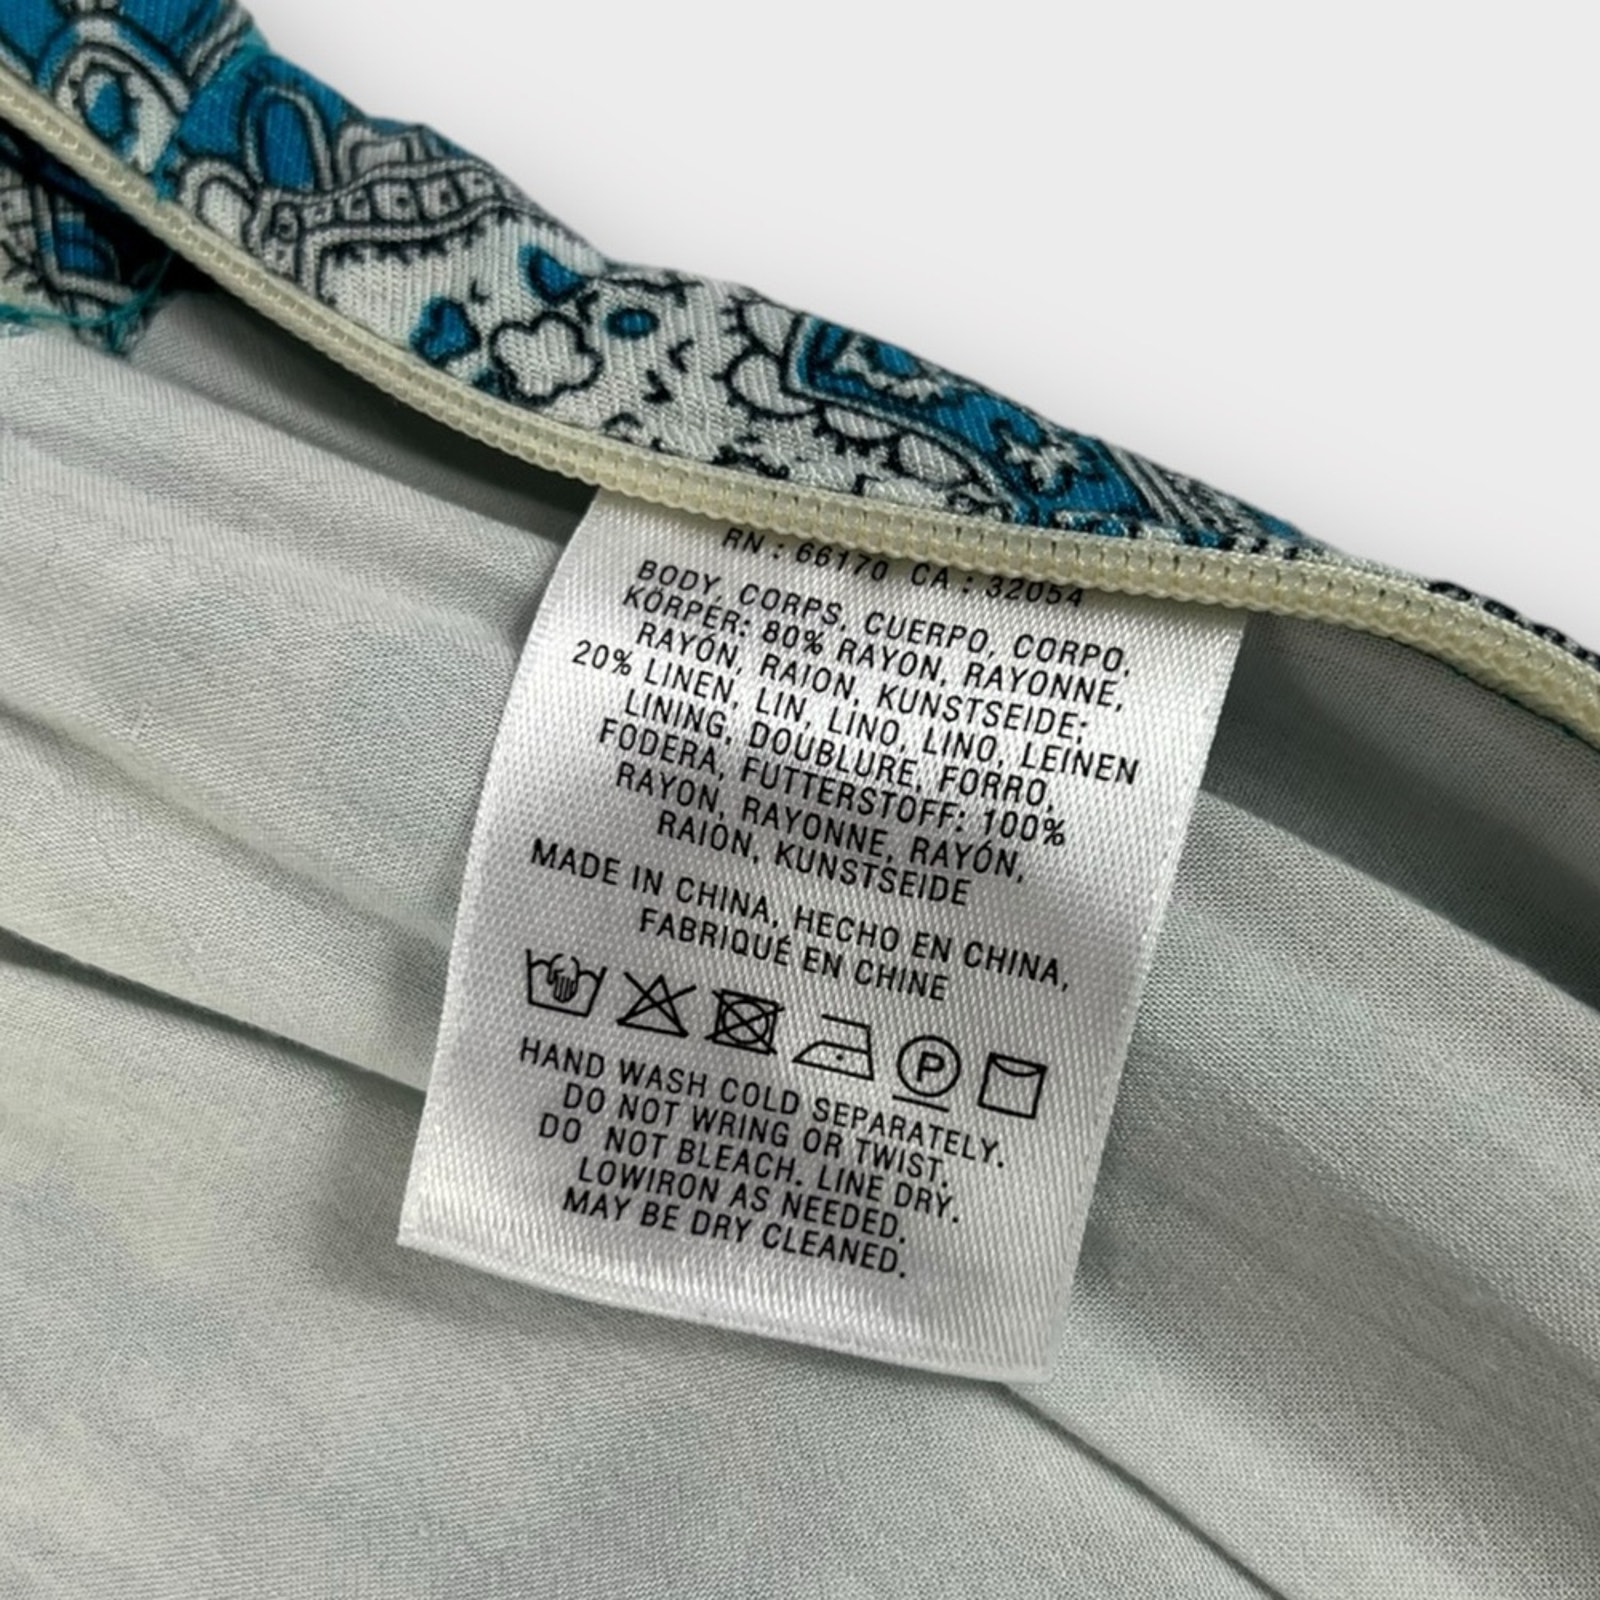 RN : 66170 CA : 32054
BODY, CORPS, CUERPO, CORPO,
KÖRPER: 80% RAYON, RAYONNE,
RAYÓN, RAION, KUNSTSEIDE;
20% LINEN, LIN, LINO, LINO, LEINEN
LINING, DOUBLURE, FORRO,
FODERA, FUTTERSTOFF: 100%
RAYON, RAYONNE, RAYÓN,
RAION, KUNSTSEIDE
MADE IN CHINA, HECHO EN CHINA,
FABRIQUÉ EN CHINE
P
HAND WASH COLD SEPARATELY.
DO NOT WRING OR TWIST.
DO NOT BLEACH. LINE DRY.
LOWIRON AS NEEDED.
MAY BE DRY CLEANED.